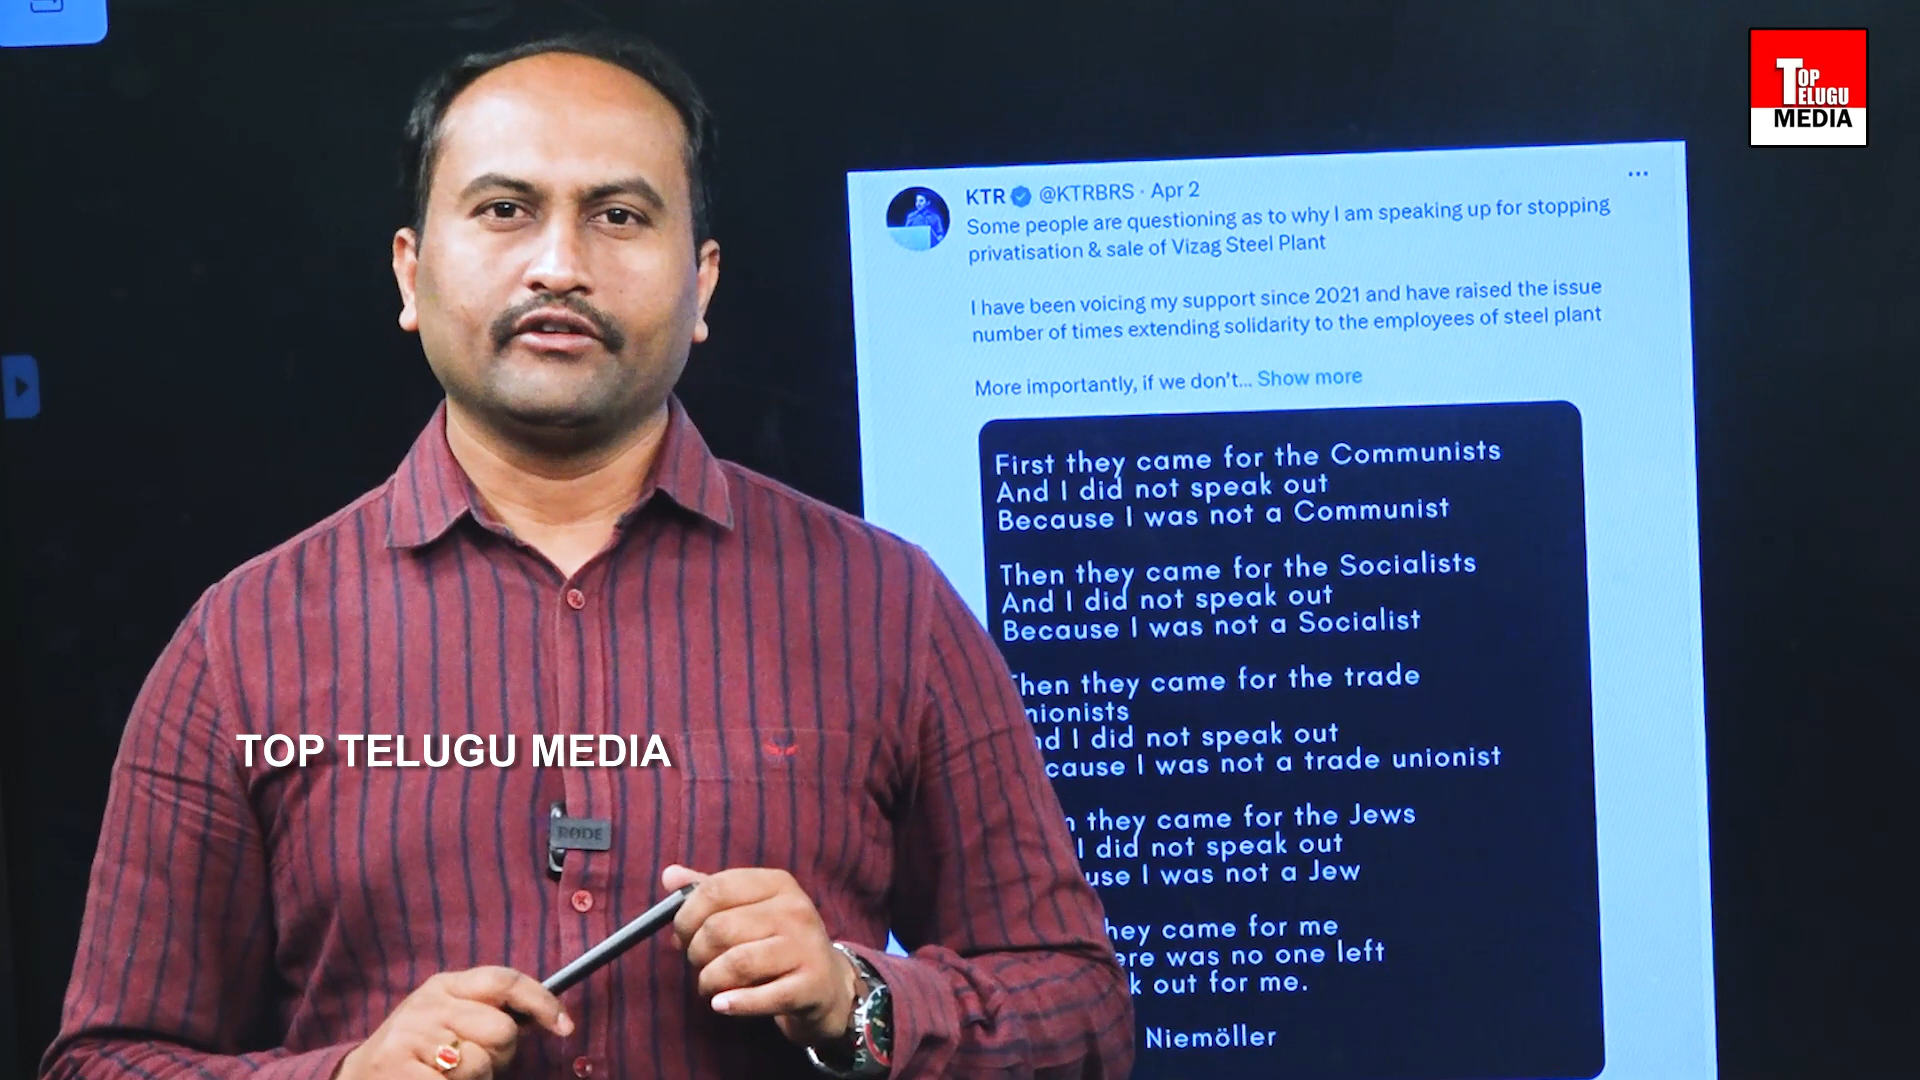 TOP
TELUGU
MEDIA
KTR @KTRBRS · Apr 2
Some people are questioning as to why I am speaking up for stopping
privatisation & sale of Vizag Steel Plant
I have been voicing my support since 2021 and have raised the issue
number of times extending solidarity to the employees of steel plant
More importantly, if we don't... Show more
First they came for the Communists
And I did not speak out
Because I was not a Communist
Then they came for the Socialists
And I did not speak out
Because I was not a Socialist
hen they came for the trade
nionists
nd I did not speak out
cause I was not a trade unionist
n they came for the Jews
I did not speak out
use I was not a Jew
hey came for me
ere was no one left
k out for me.
Niemöller
TOP TELUGU MEDIA
RØDE